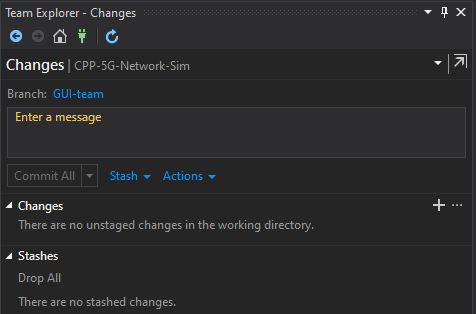 Team Explorer - Changes
Changes | CPP-5G-Network-Sim
Branch: GUI-team
Enter a message
Commit All Stash Actions
Changes
There are no unstaged changes in the working directory.
Stashes
Drop All
There are no stashed changes.